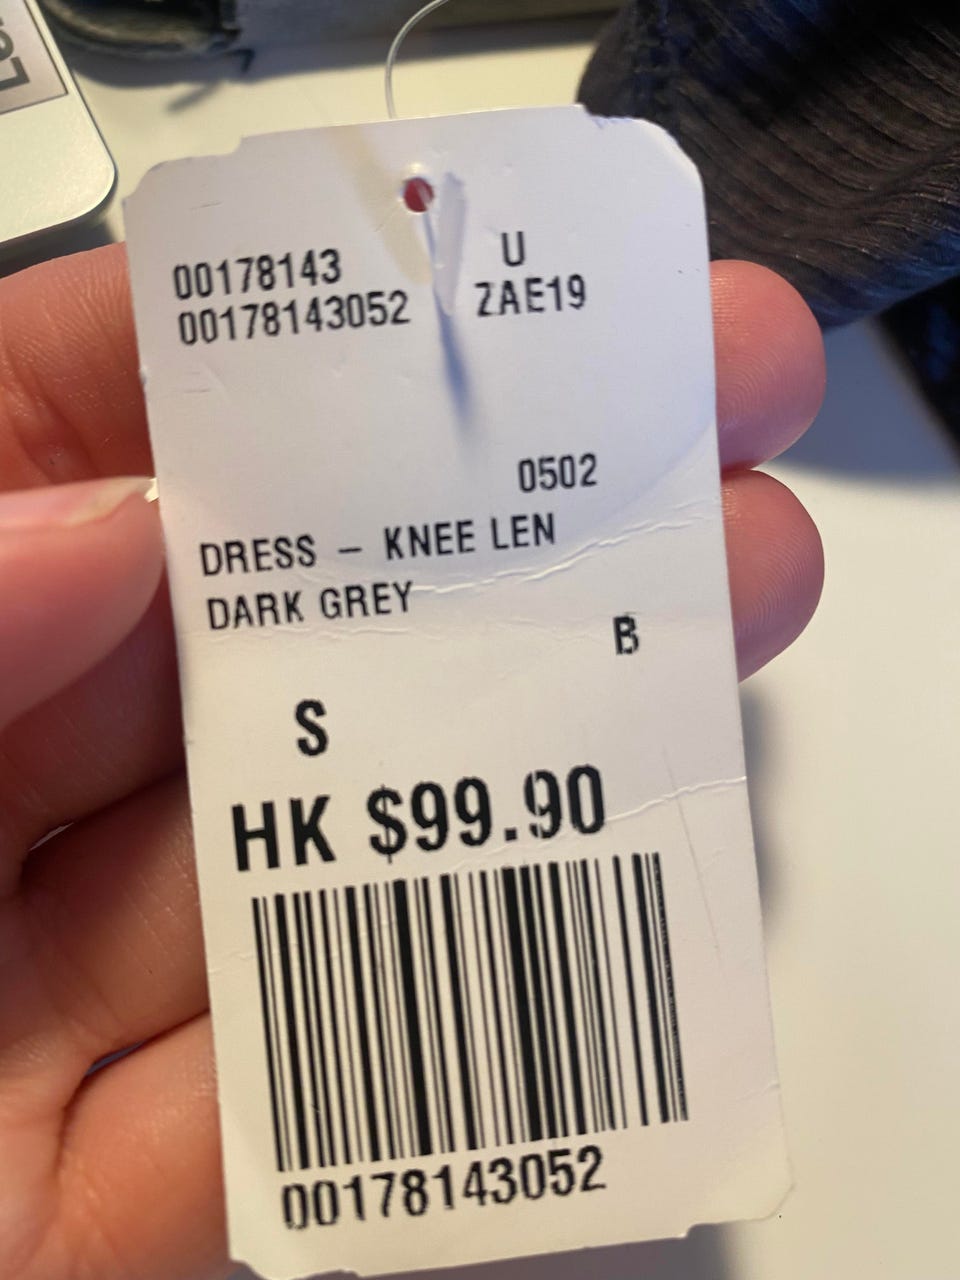 00178143 U
00178143052 ZAE19
0502
DRESS – KNEE LEN
DARK GREY
B
S
HK $99.90
00178143052